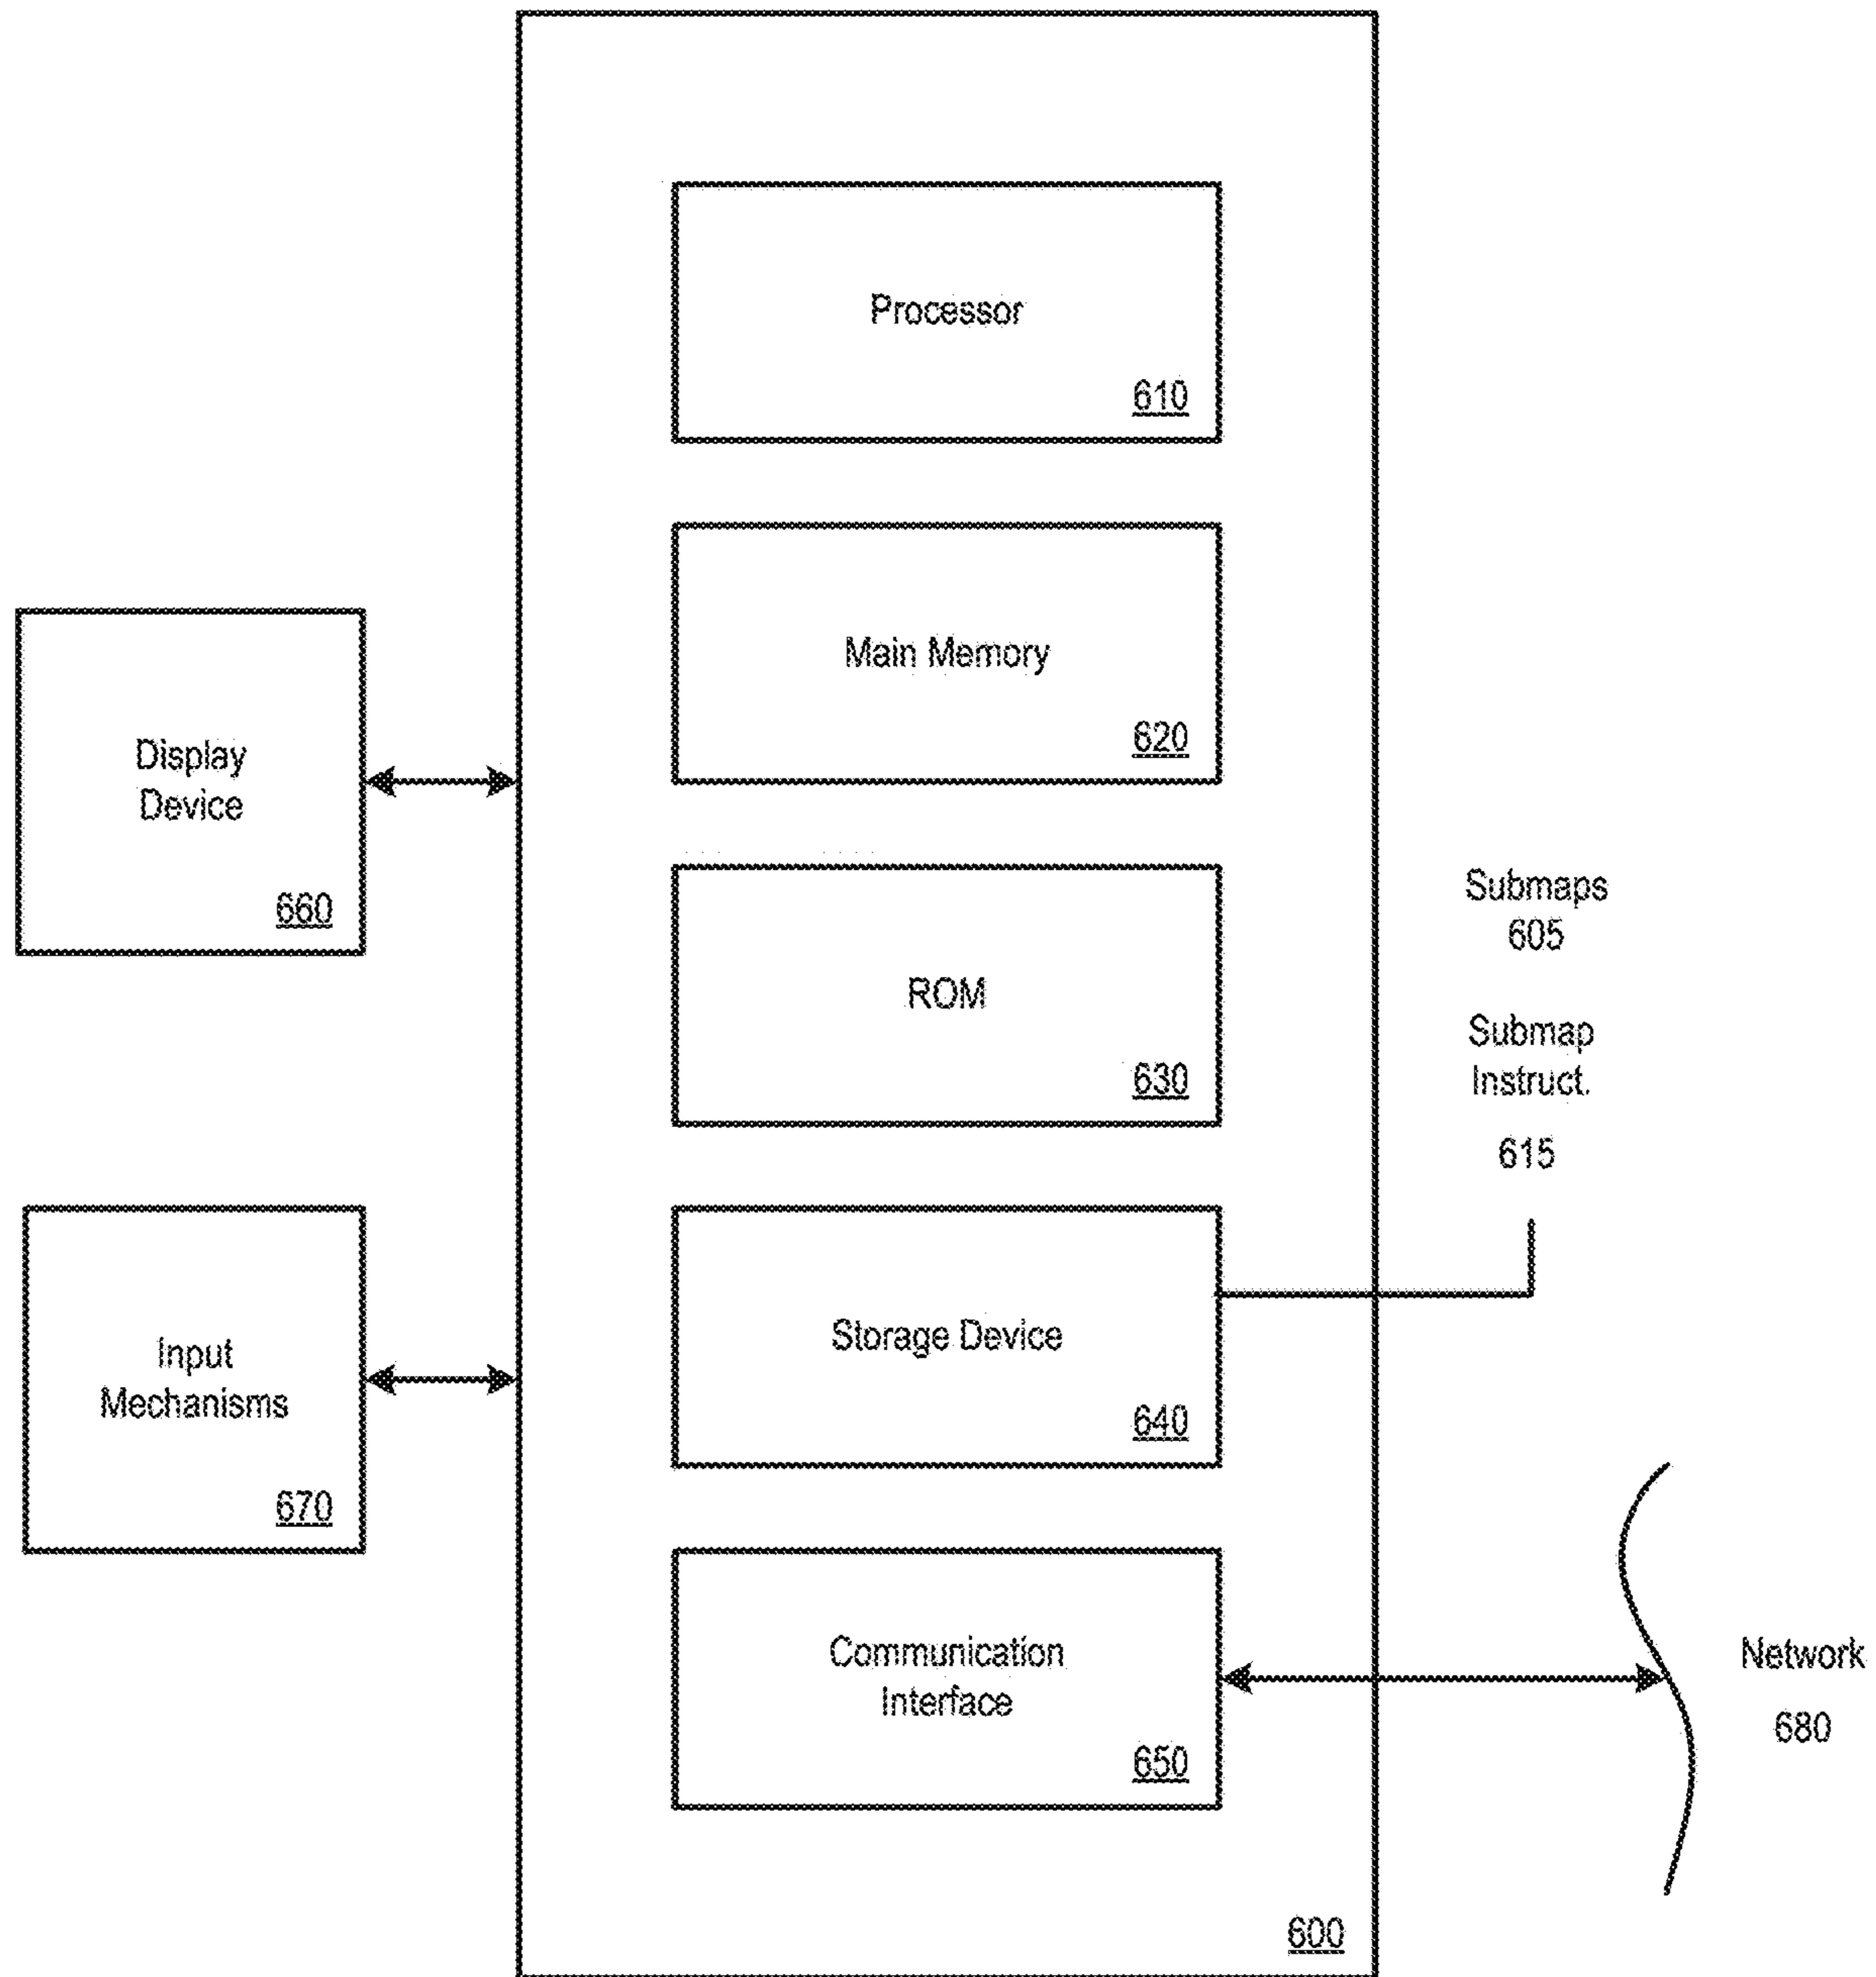 Processor
610
Main Memory
620
Display
Device
660
ROM
630
Submaps
605
Submap
Instruct.
615
Input
Mechanisms
670
Storage Device
640
Communication
Interface
650
Network
680
600